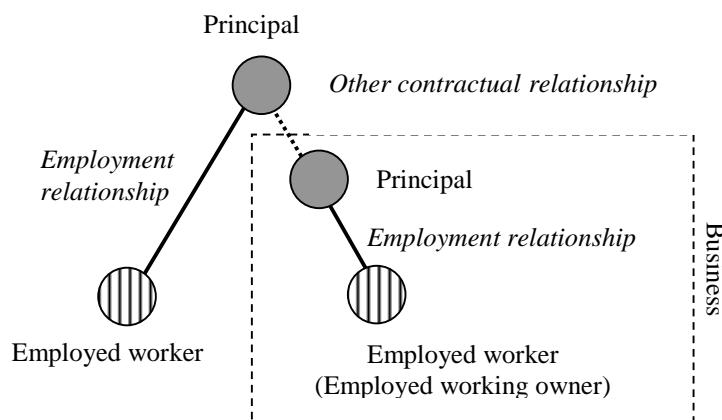 Principal
Other contractual relationship
Employment
relationship
Principal
Employment relationship
Business
Employed worker
Employed worker
(Employed working owner)